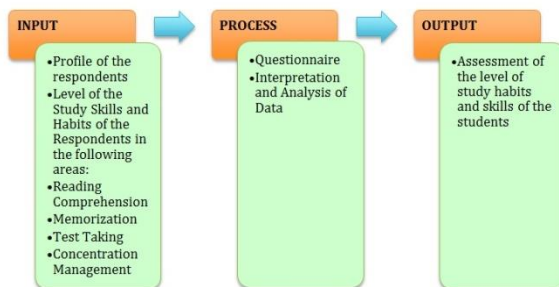 INPUT
•Profile of the
respondents
•Level of the
Study Skills and
Habits of the
Respondents in
the following
areas:
•Reading
Comprehension
•Memorization
•Test Taking
•Concentration
Management
PROCESS
•Questionnaire
•Interpretation
and Analysis of
Data
OUTPUT
•Assessment of
the level of
study habits
and skills of the
students